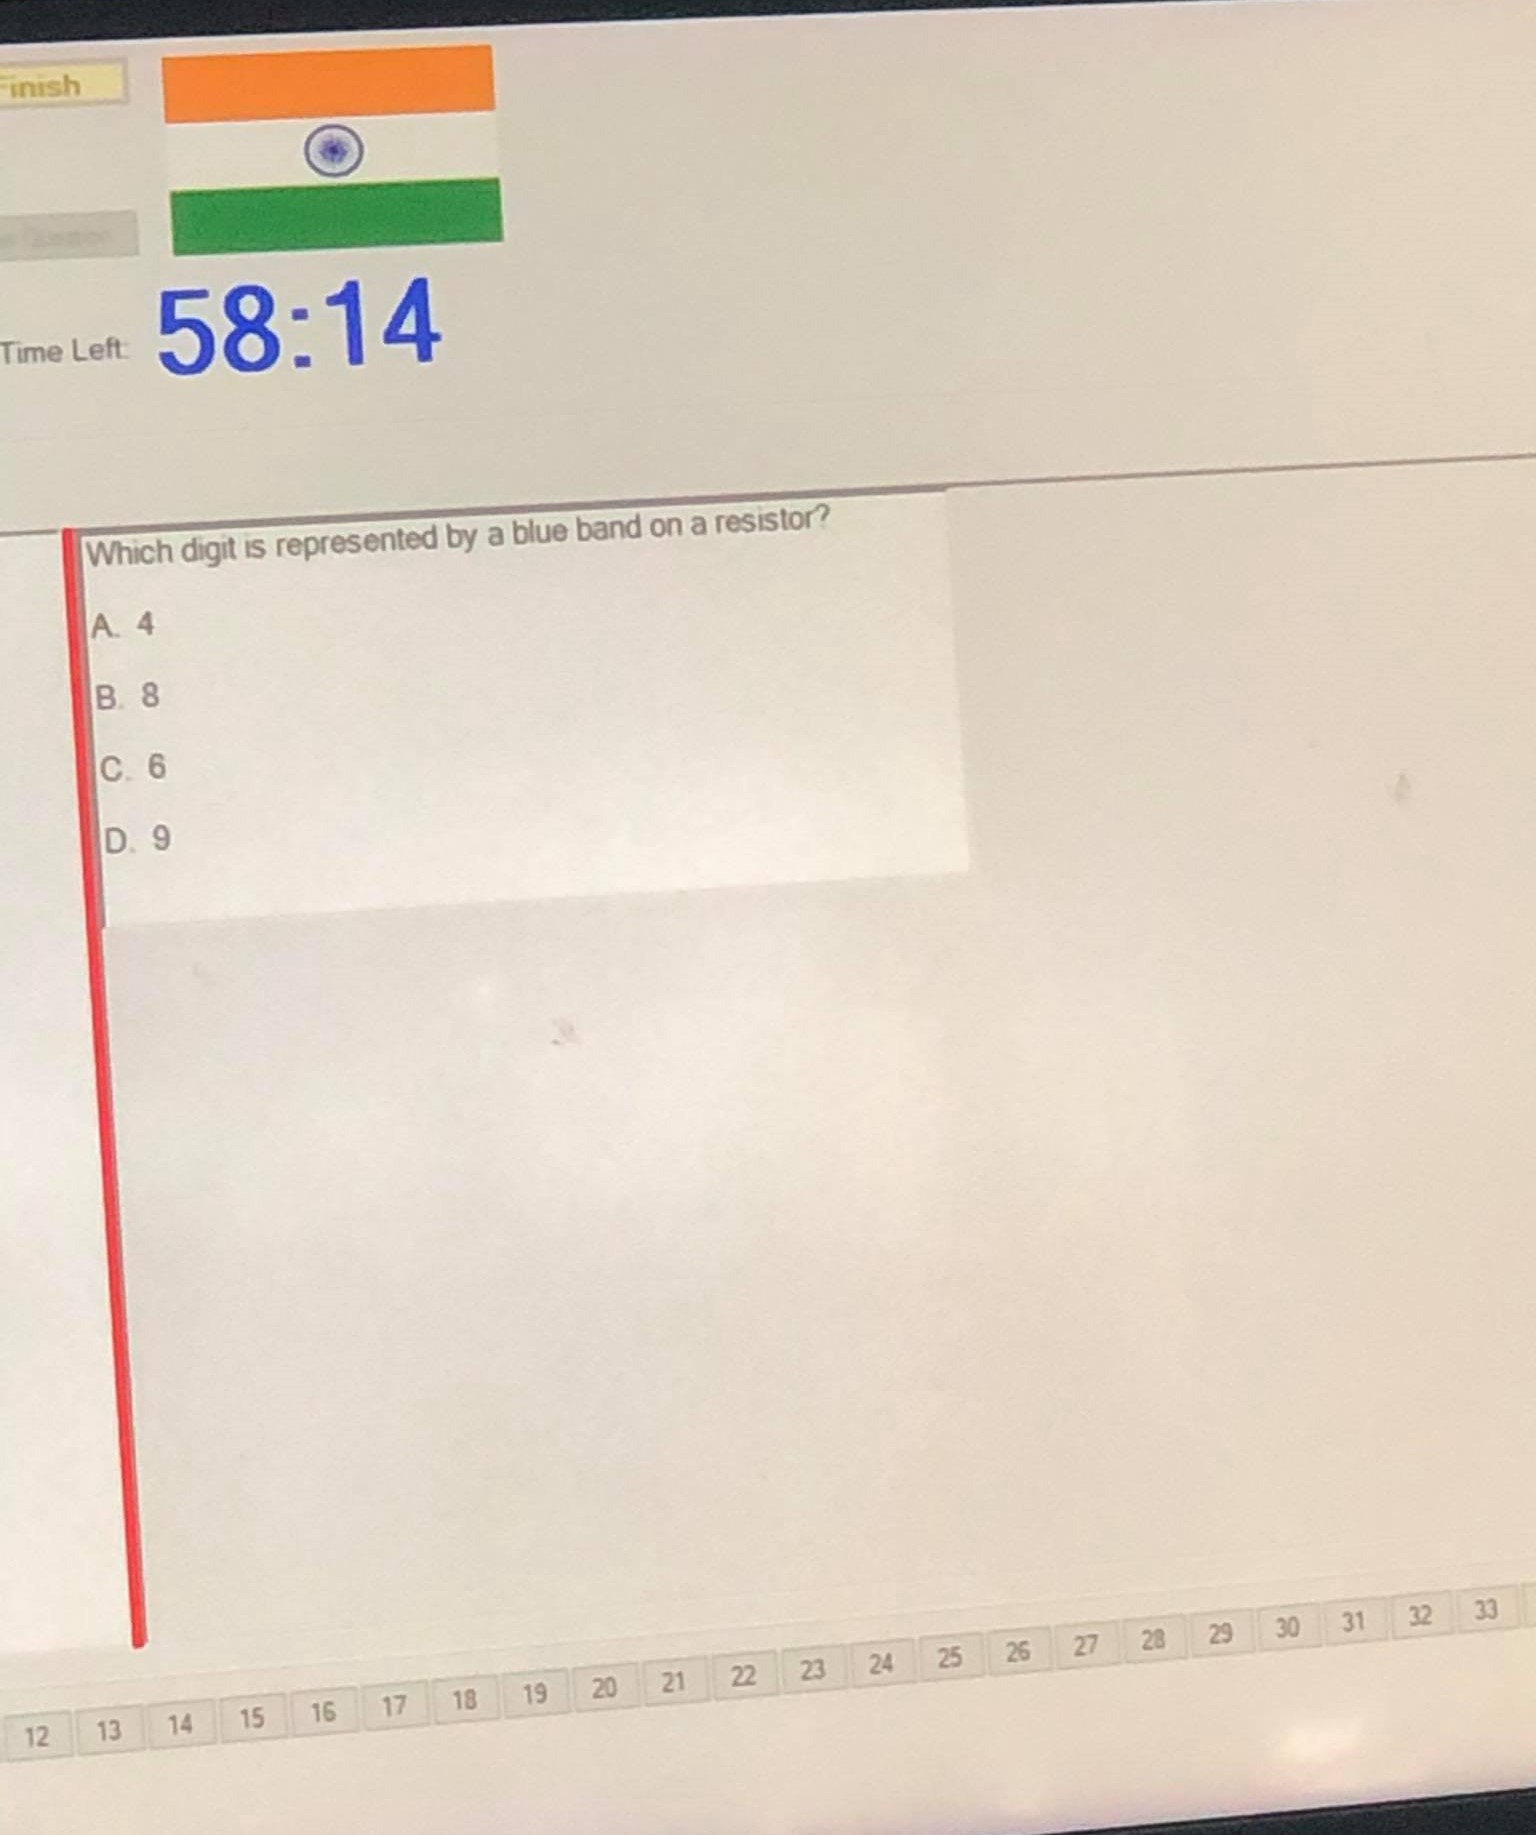 Finish
Time Left: 58:14
Which digit is represented by a blue band on a resistor?
A. 4
B. 8
C. 6
D. 9
12 13 14 15 16 17 18 19 20 21 22 23 24 25 26 27 28 29 30 31 32 33